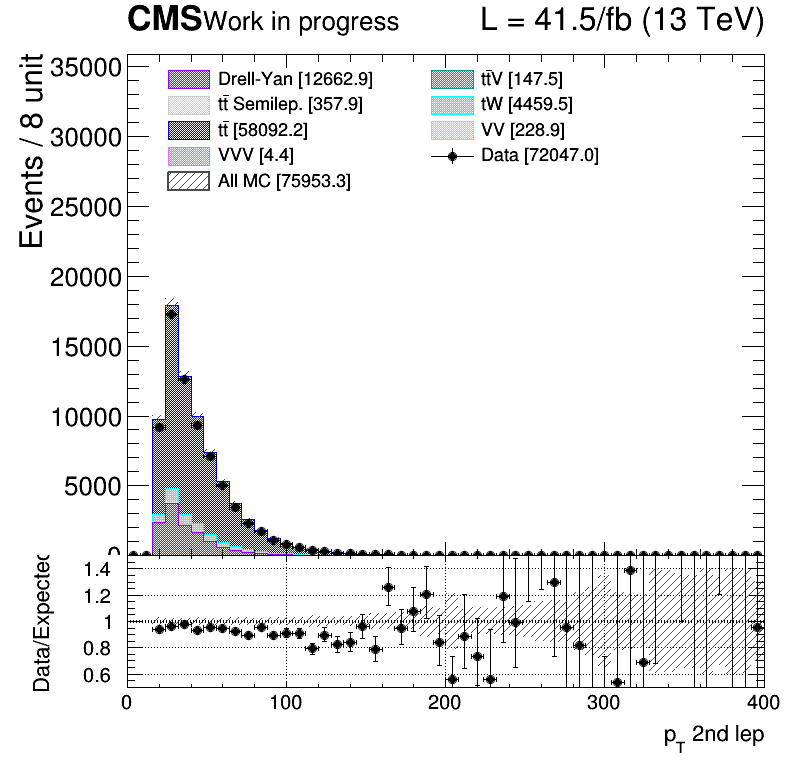 CMS Work in progress L = 41.5/fb (13 TeV)
Events / 8 unit
35000
30000
25000
20000
15000
10000
5000
0
Drell-Yan [12662.9]
tt̄ Semilep. [357.9]
tt̄ [58092.2]
VVV [4.4]
All MC [75953.3]
tt̄V [147.5]
tW [4459.5]
VV [228.9]
Data [72047.0]
Data/Expected
1.4
1.2
1
0.8
0.6
0 100 200 300 400
p_T 2nd lep